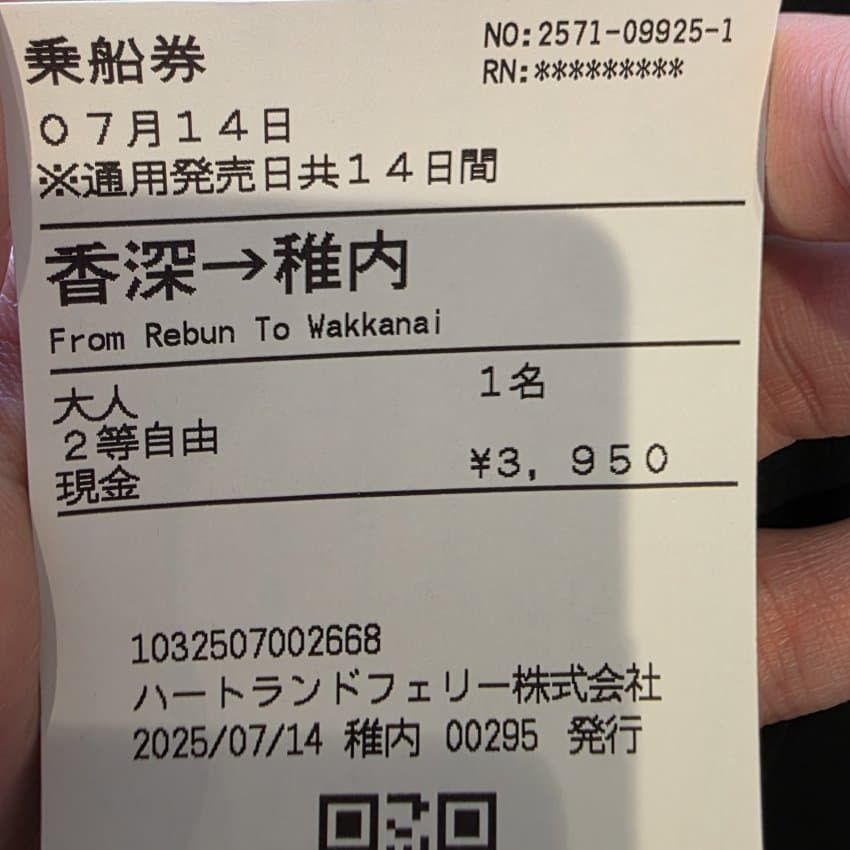 乗船券
NO:2571-09925-1
RN:*********
07月14日
※通用発売日共14日間
香深→稚内
From Rebun To Wakkanai
大人 1名
2等自由
現金 ¥3,950
1032507002668
ハートランドフェリー株式会社
2025/07/14 稚内 00295 発行